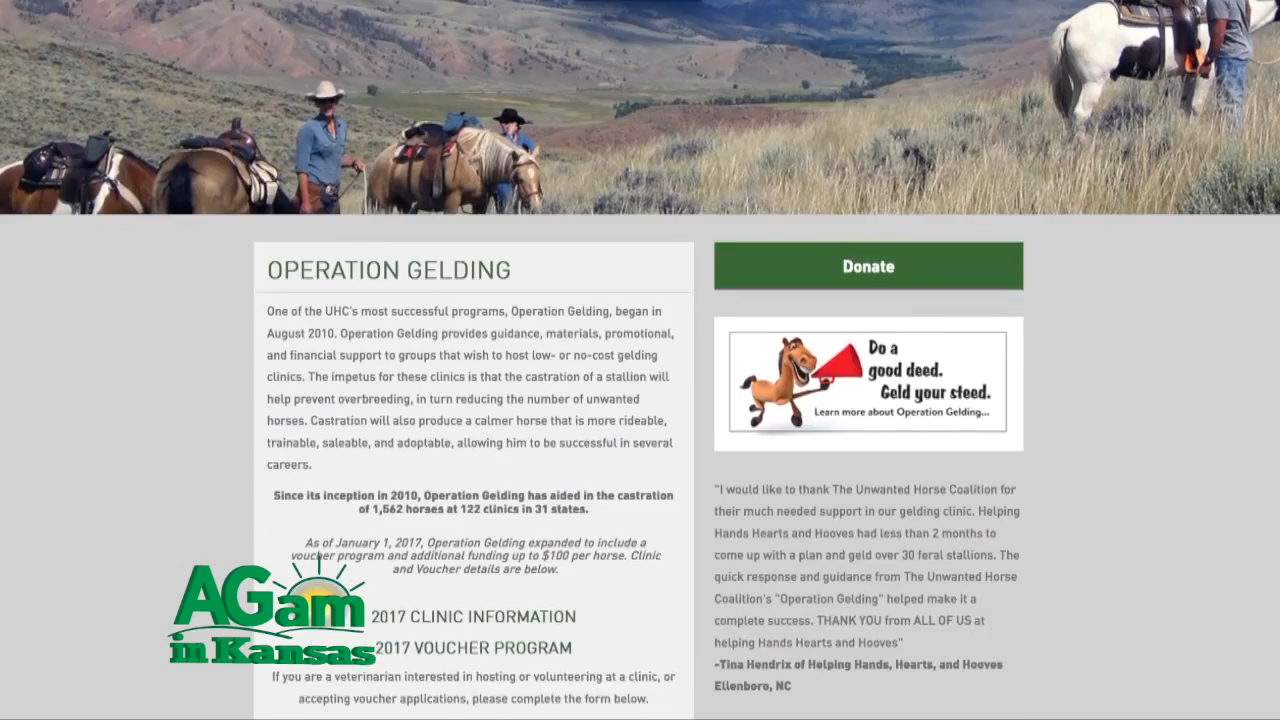 OPERATION GELDING
One of the UHC's most successful programs, Operation Gelding, began in
August 2010. Operation Gelding provides guidance, materials, promotional,
and financial support to groups that wish to host low- or no-cost gelding
clinics. The impetus for these clinics is that the castration of a stallion will
help prevent overbreeding, in turn reducing the number of unwanted
horses. Castration will also produce a calmer horse that is more rideable,
trainable, saleable, and adoptable, allowing him to be successful in several
careers.
Since its inception in 2010, Operation Gelding has aided in the castration
of 1,562 horses at 122 clinics in 31 states.
As of January 1, 2017, Operation Gelding expanded to include a
voucher program and additional funding up to $100 per horse. Clinic
and Voucher details are below.
2017 CLINIC INFORMATION
2017 VOUCHER PROGRAM
If you are a veterinarian interested in hosting or volunteering at a clinic, or
accepting voucher applications, please complete the form below.
AGam
in Kansas
Donate
Do a
good deed.
Geld your steed.
Learn more about Operation Gelding...
"I would like to thank The Unwanted Horse Coalition for
their much needed support in our gelding clinic. Helping
Hands Hearts and Hooves had less than 2 months to
come up with a plan and geld over 30 feral stallions. The
quick response and guidance from The Unwanted Horse
Coalition's "Operation Gelding" helped make it a
complete success. THANK YOU from ALL OF US at
helping Hands Hearts and Hooves"
-Tina Hendrix of Helping Hands, Hearts, and Hooves
Ellenboro, NC